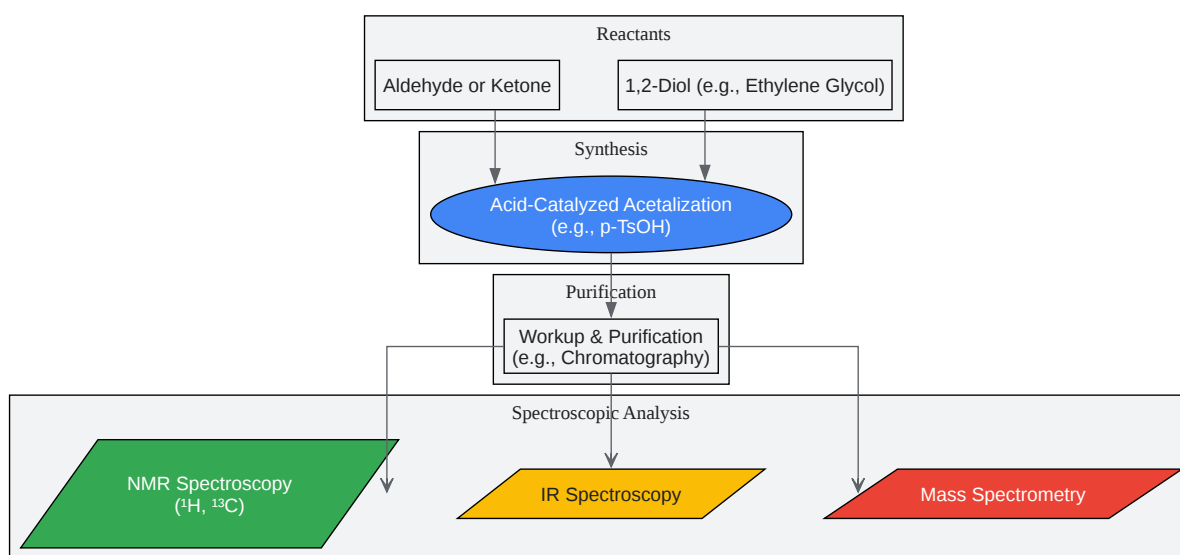 Reactants
Aldehyde or Ketone
1,2-Diol (e.g., Ethylene Glycol)
Synthesis
Acid-Catalyzed Acetalization
(e.g., p-TsOH)
Purification
Workup & Purification
(e.g., Chromatography)
Spectroscopic Analysis
NMR Spectroscopy
(¹H, ¹³C)
IR Spectroscopy
Mass Spectrometry